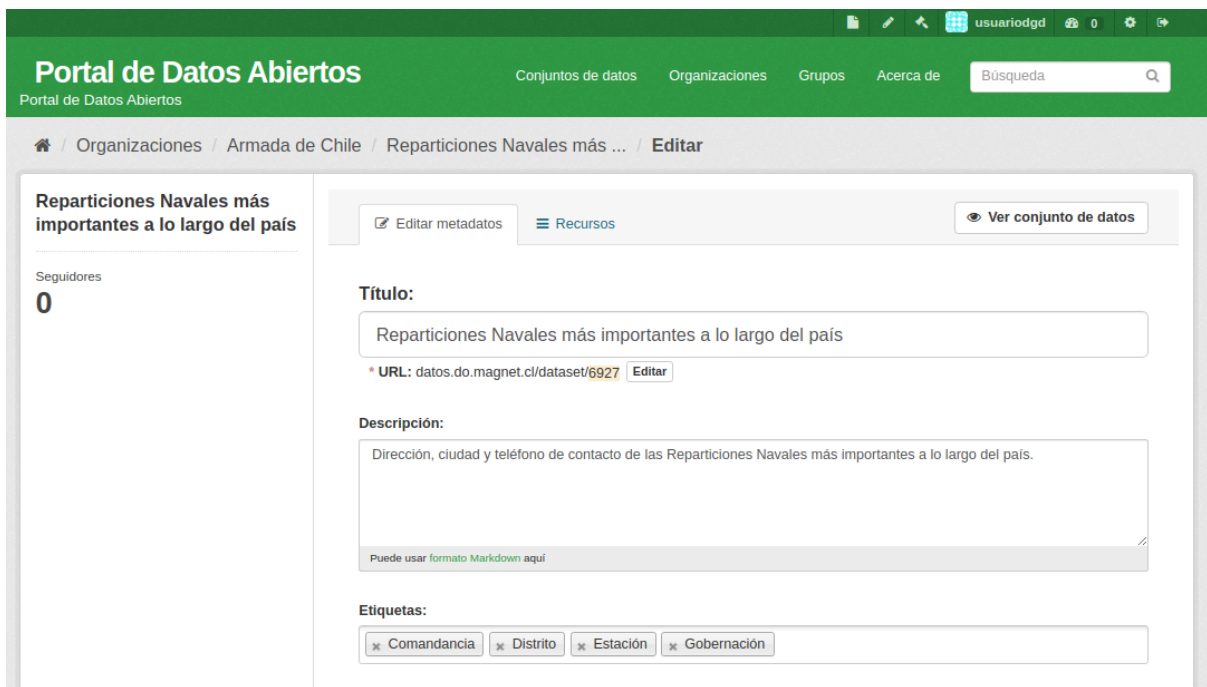 usuariodgd 0
Portal de Datos Abiertos
Conjuntos de datos Organizaciones Grupos Acerca de Búsqueda
Portal de Datos Abiertos
/ Organizaciones / Armada de Chile / Reparticiones Navales más ... / Editar
Reparticiones Navales más
importantes a lo largo del país
Seguidores
0
Editar metadatos Recursos Ver conjunto de datos
Título:
Reparticiones Navales más importantes a lo largo del país
* URL: datos.do.magnet.cl/dataset/6927 Editar
Descripción:
Dirección, ciudad y teléfono de contacto de las Reparticiones Navales más importantes a lo largo del país.
Puede usar formato Markdown aquí
Etiquetas:
× Comandancia × Distrito × Estación × Gobernación